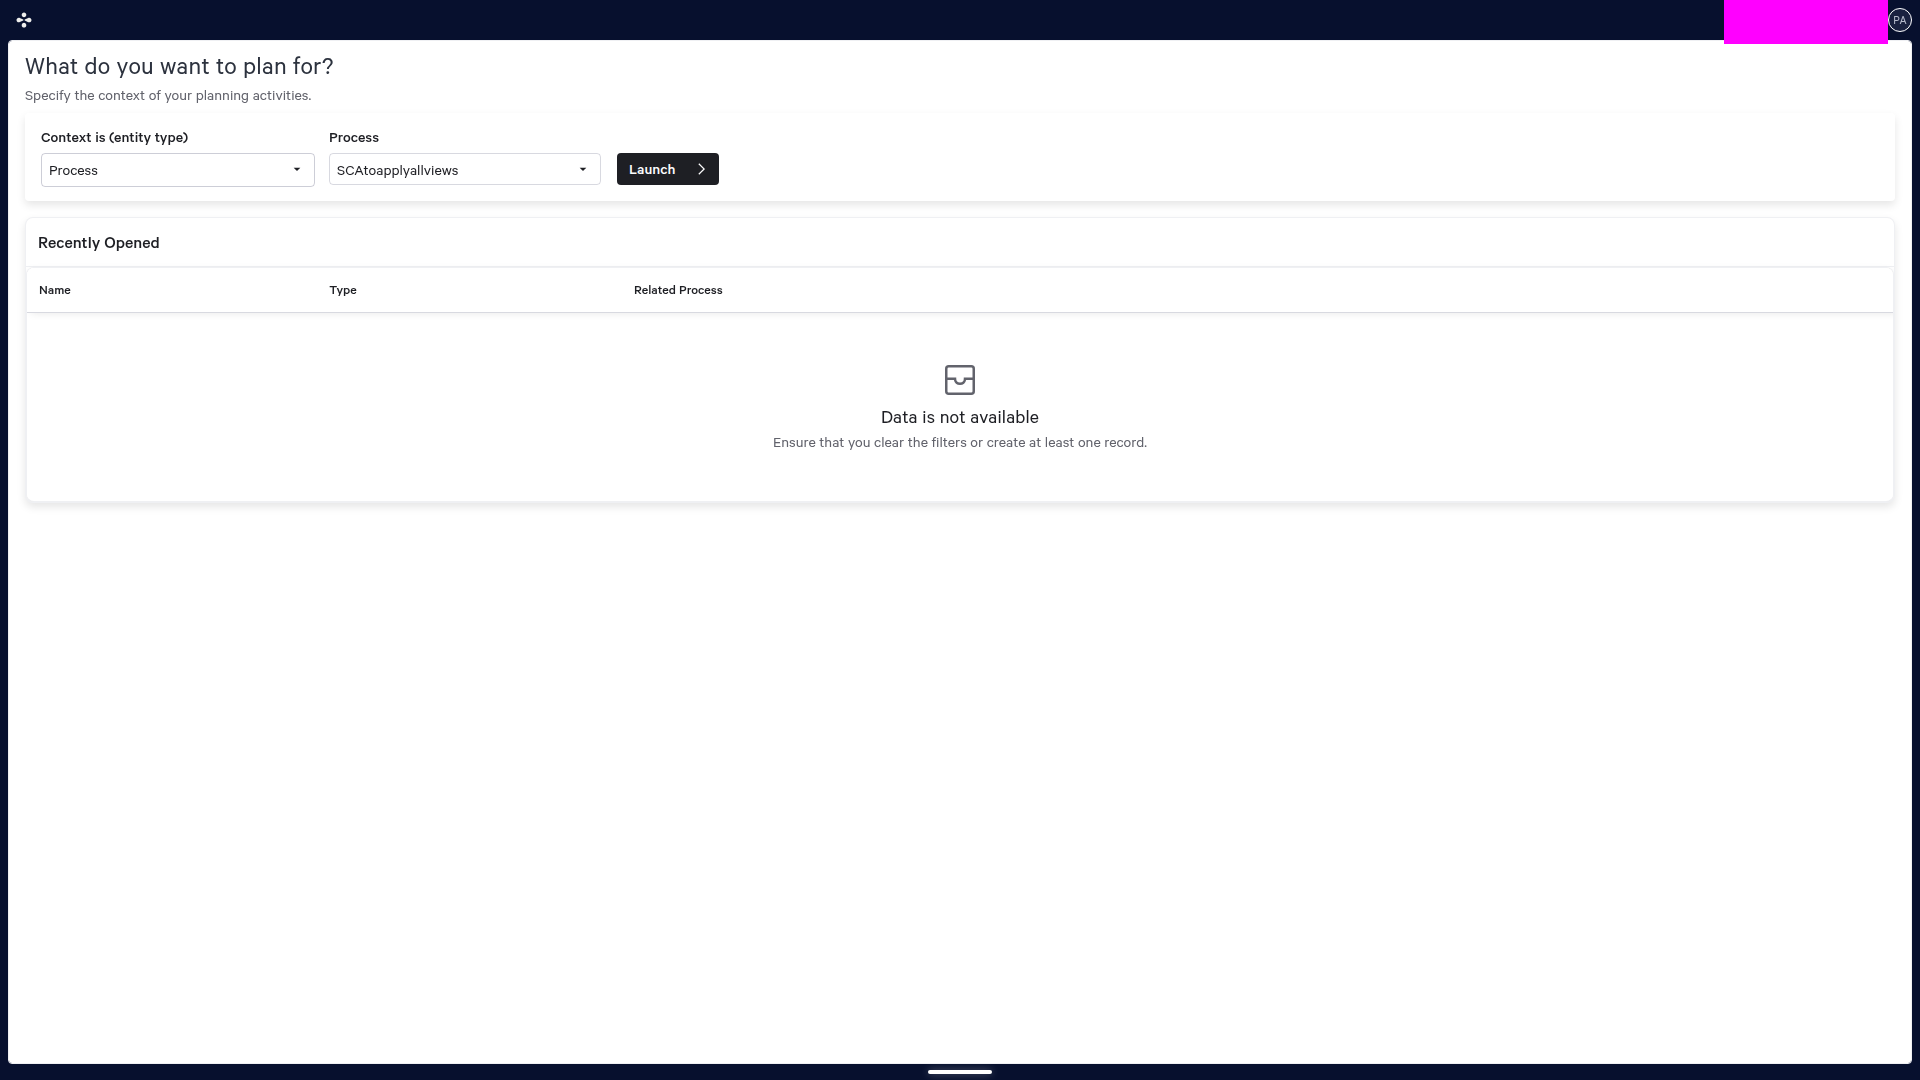 PA
What do you want to plan for?
Specify the context of your planning activities.
Context is (entity type)
Process
Process
SCAtoapplyallviews
Launch
Recently Opened
Name
Type
Related Process
Data is not available
Ensure that you clear the filters or create at least one record.